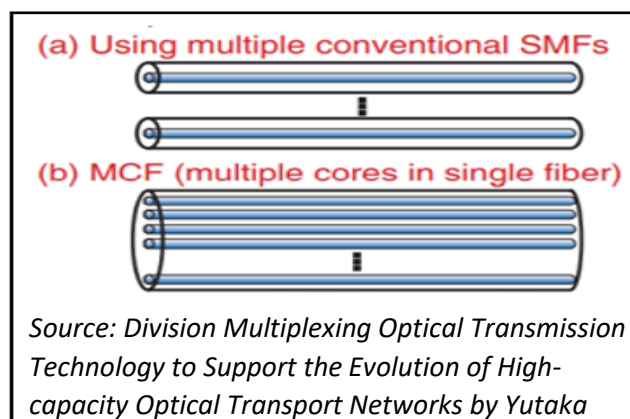 (a) Using multiple conventional SMFs
(b) MCF (multiple cores in single fiber)
Source: Division Multiplexing Optical Transmission
Technology to Support the Evolution of High-
capacity Optical Transport Networks by Yutaka